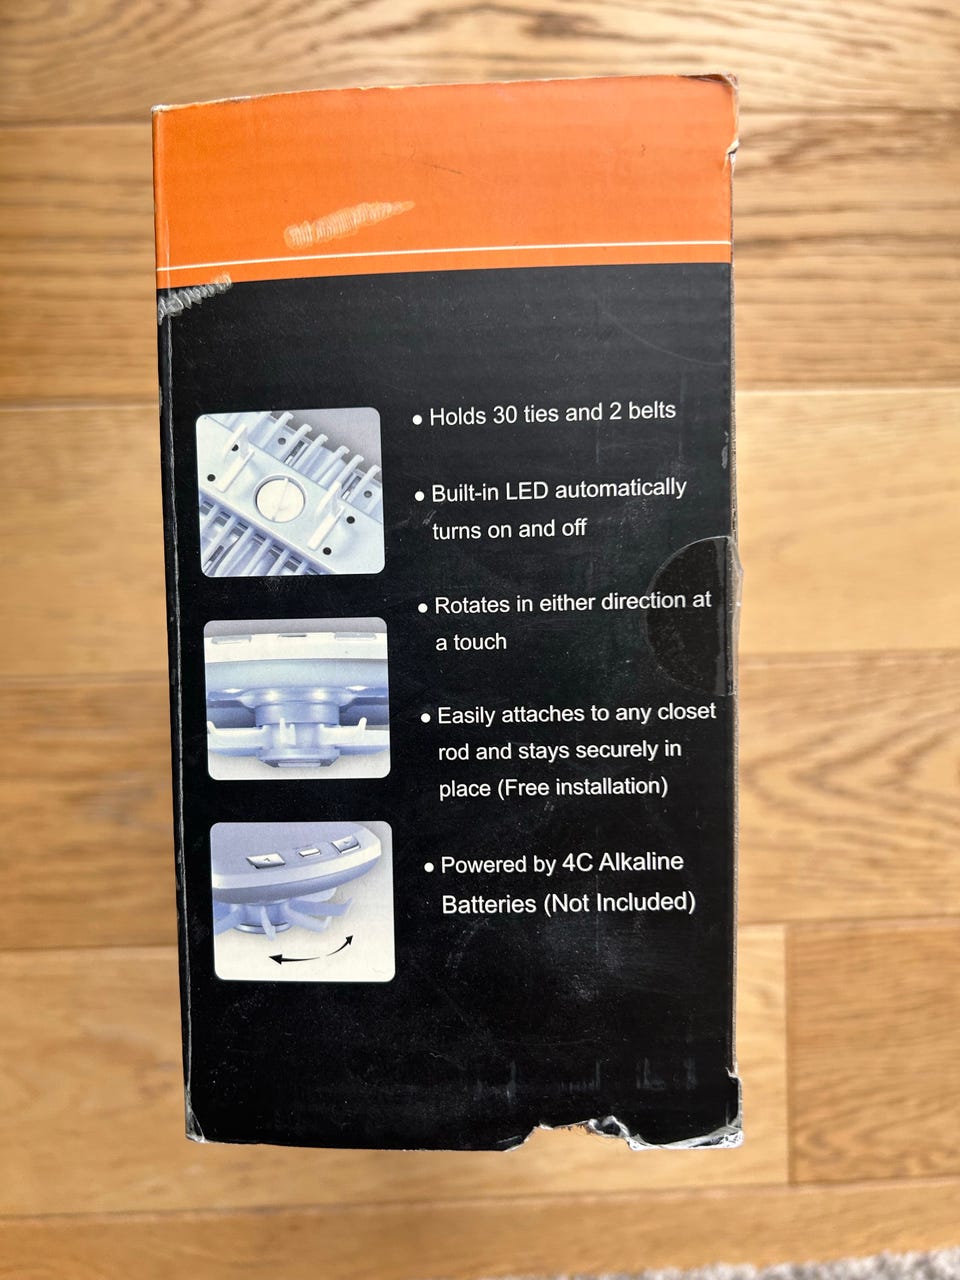 ● Holds 30 ties and 2 belts
● Built-in LED automatically
turns on and off
● Rotates in either direction at
a touch
● Easily attaches to any closet
rod and stays securely in
place (Free installation)
● Powered by 4C Alkaline
Batteries (Not Included)